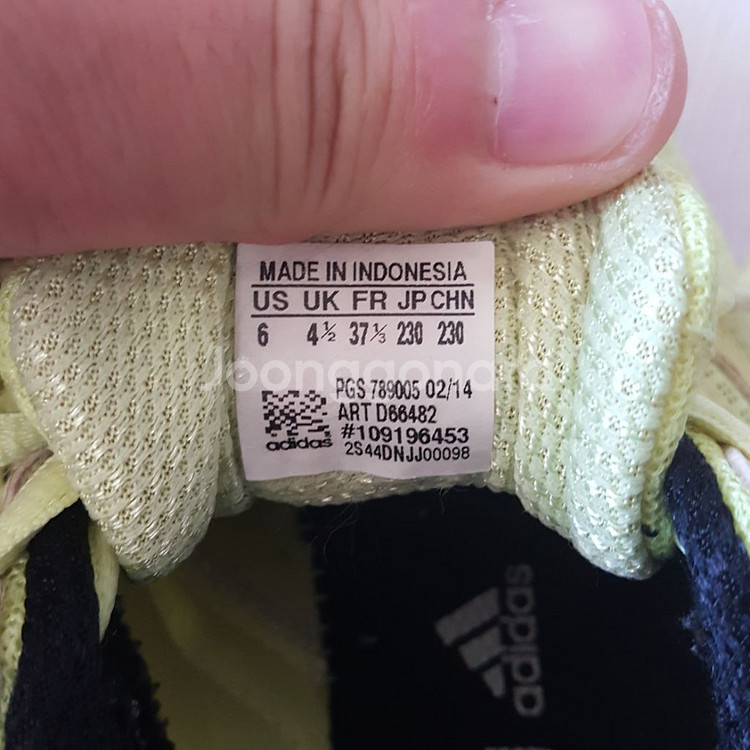 MADE IN INDONESIA
US UK FR JP CHN
6 4½ 37⅓ 230 230
PGS 789005 02/14
ART D66482
#109196453
adidas 2S44DNJJ00098
Joonggonara
adidas